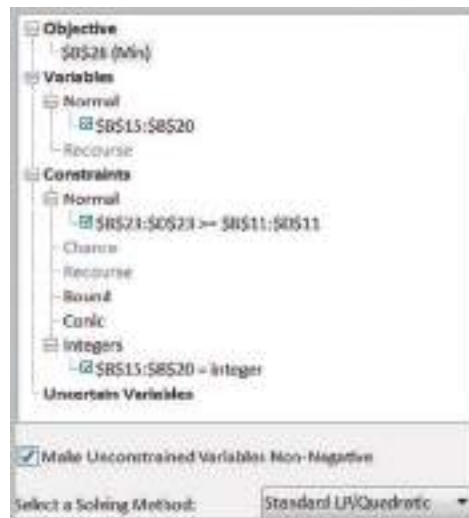 Objective
$B$26 (Min)
Variables
Normal
$B$15:$B$20
Recourse
Constraints
Normal
$B$23:$D$23 >= $B$11:$D$11
Chance
Recourse
Bound
Conic
Integers
$B$15:$B$20 = integer
Uncertain Variables
Make Unconstrained Variables Non-Negative
Select a Solving Method: Standard LP/Quadratic